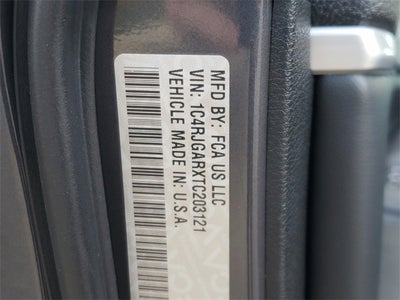 MFD BY: FCA US LLC
VIN: 1C4RJGARXTC203121
VEHICLE MADE IN: U.S.A.